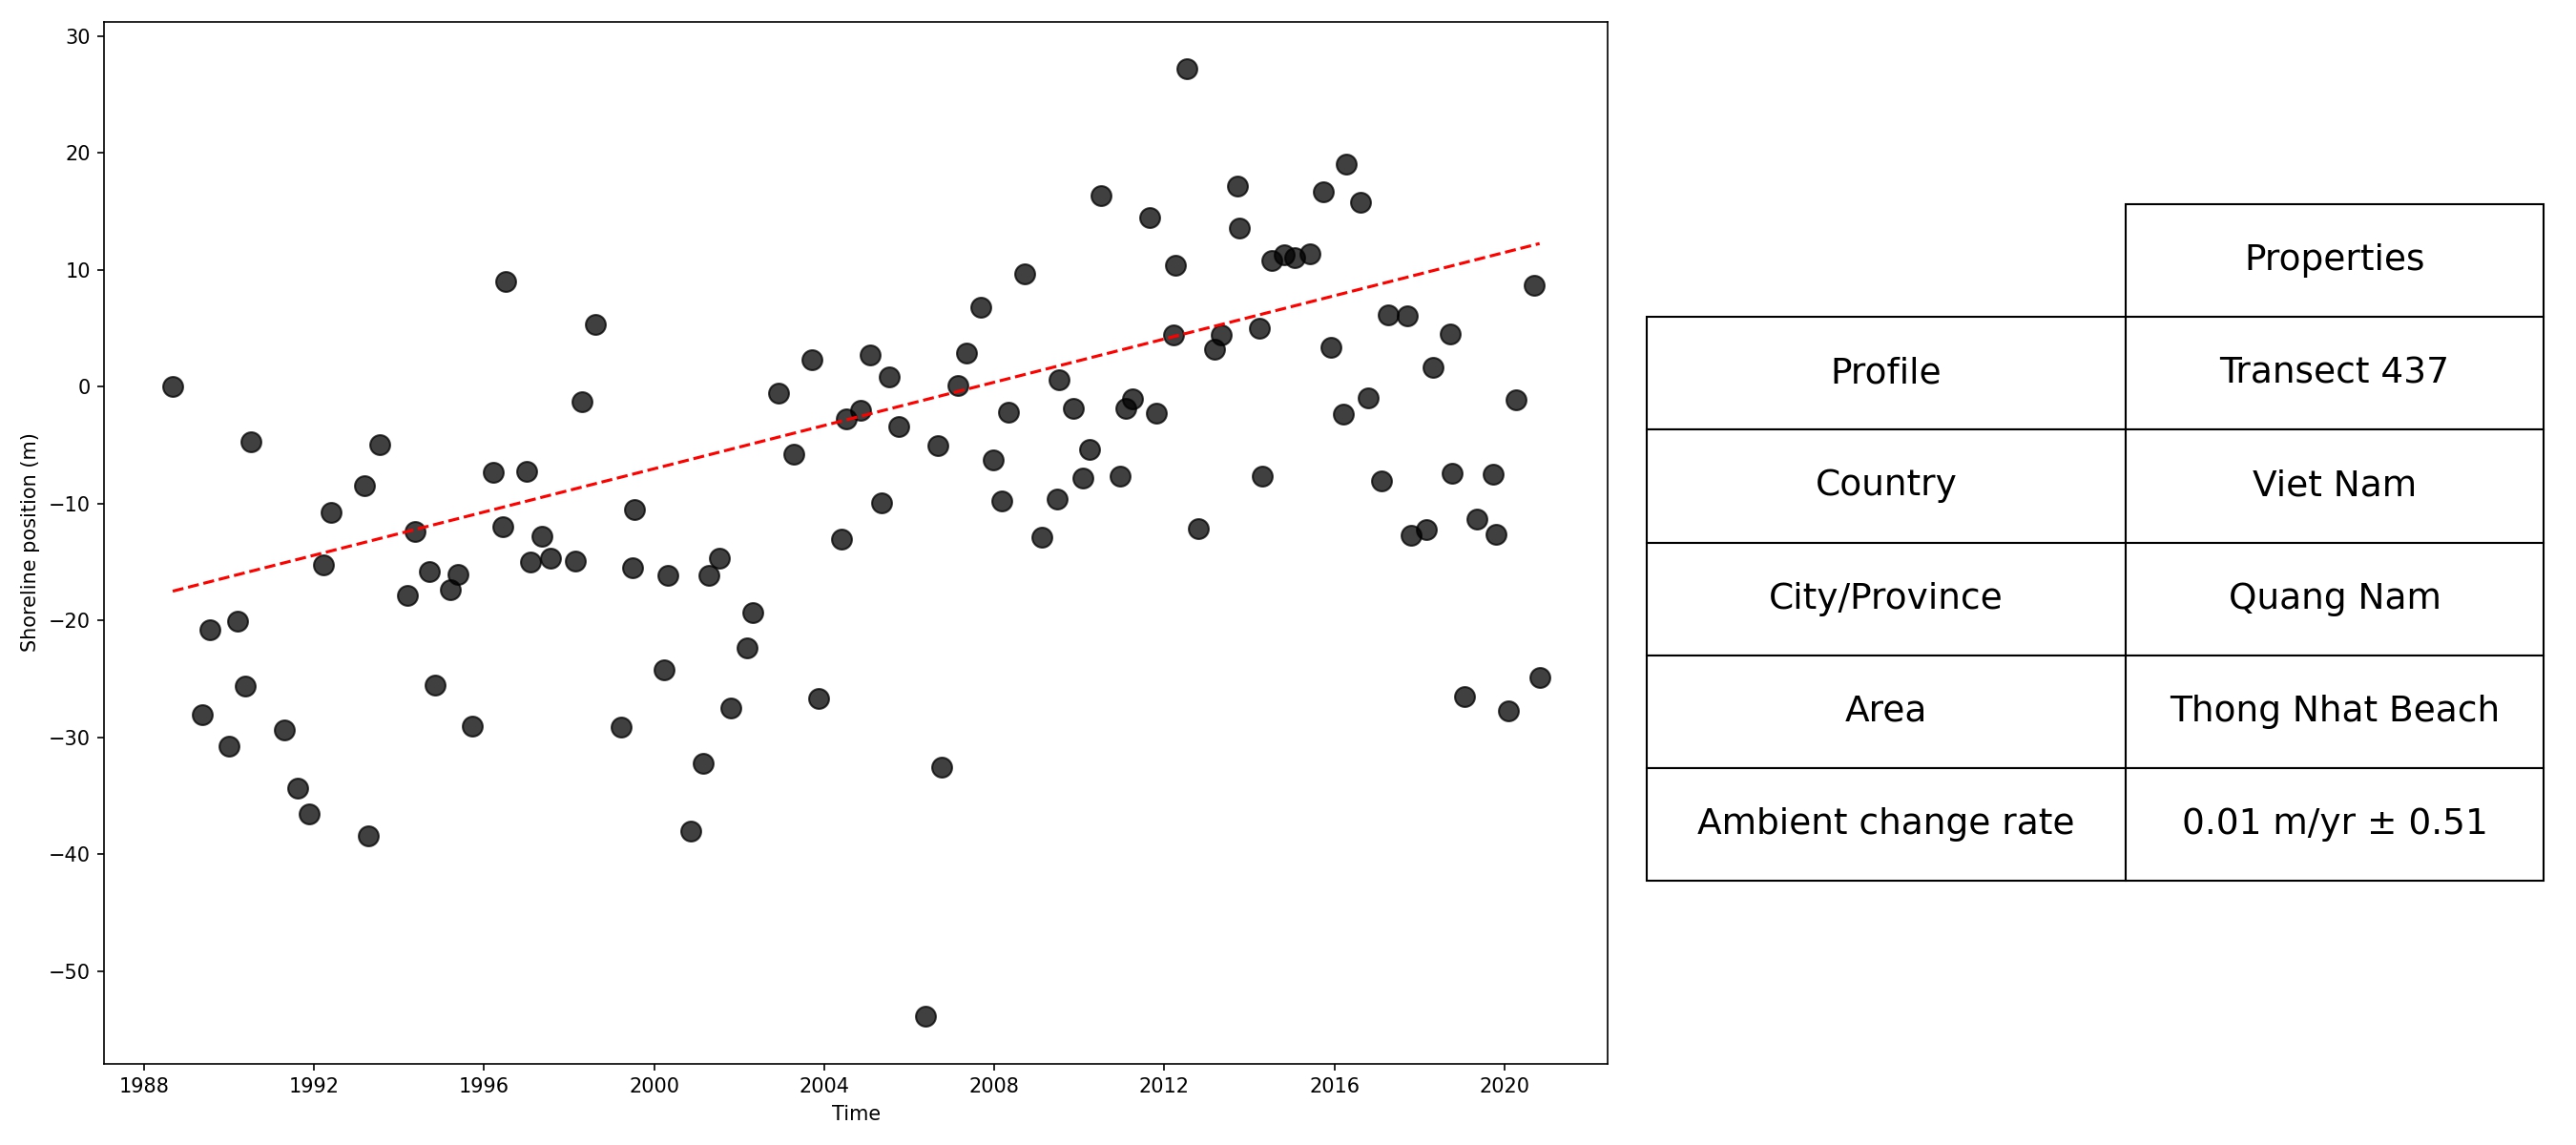 30
20
10
0
−10
−20
−30
−40
−50
Shoreline position (m)
1988 1992 1996 2000 2004 2008 2012 2016 2020
Time
Properties
Profile Transect 437
Country Viet Nam
City/Province Quang Nam
Area Thong Nhat Beach
Ambient change rate 0.01 m/yr ± 0.51